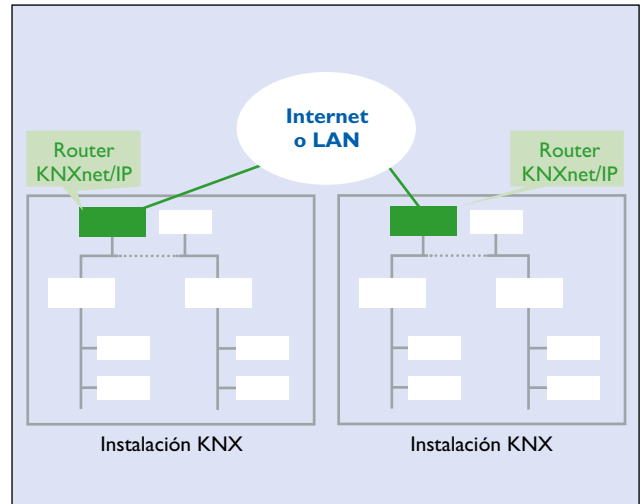 Internet
o LAN
Router
KNXnet/IP
Router
KNXnet/IP
Instalación KNX
Instalación KNX